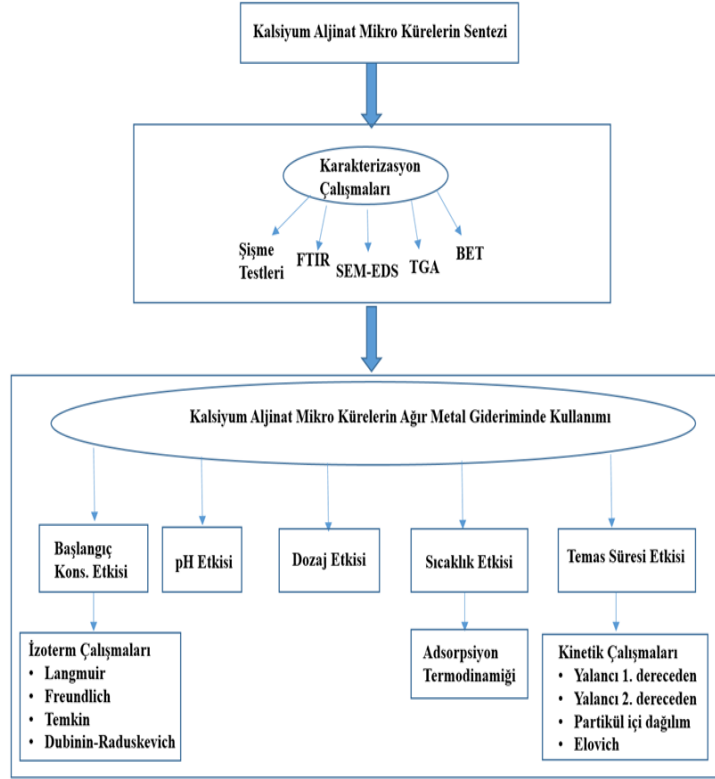 Kalsiyum Aljinat Mikro Kürelerin Sentezi
Karakterizasyon
Çalışmaları
Şişme
Testleri
FTIR
SEM-EDS
TGA
BET
Kalsiyum Aljinat Mikro Kürelerin Ağır Metal Gideriminde Kullanımı
Başlangıç
Kons. Etkisi
pH Etkisi
Dozaj Etkisi
Sıcaklık Etkisi
Temas Süresi Etkisi
İzoterm Çalışmaları
• Langmuir
• Freundlich
• Temkin
• Dubinin-Raduskevich
Adsorpsiyon
Termodinamiği
Kinetik Çalışmaları
• Yalancı 1. dereceden
• Yalancı 2. dereceden
• Partikül içi dağılım
• Elovich